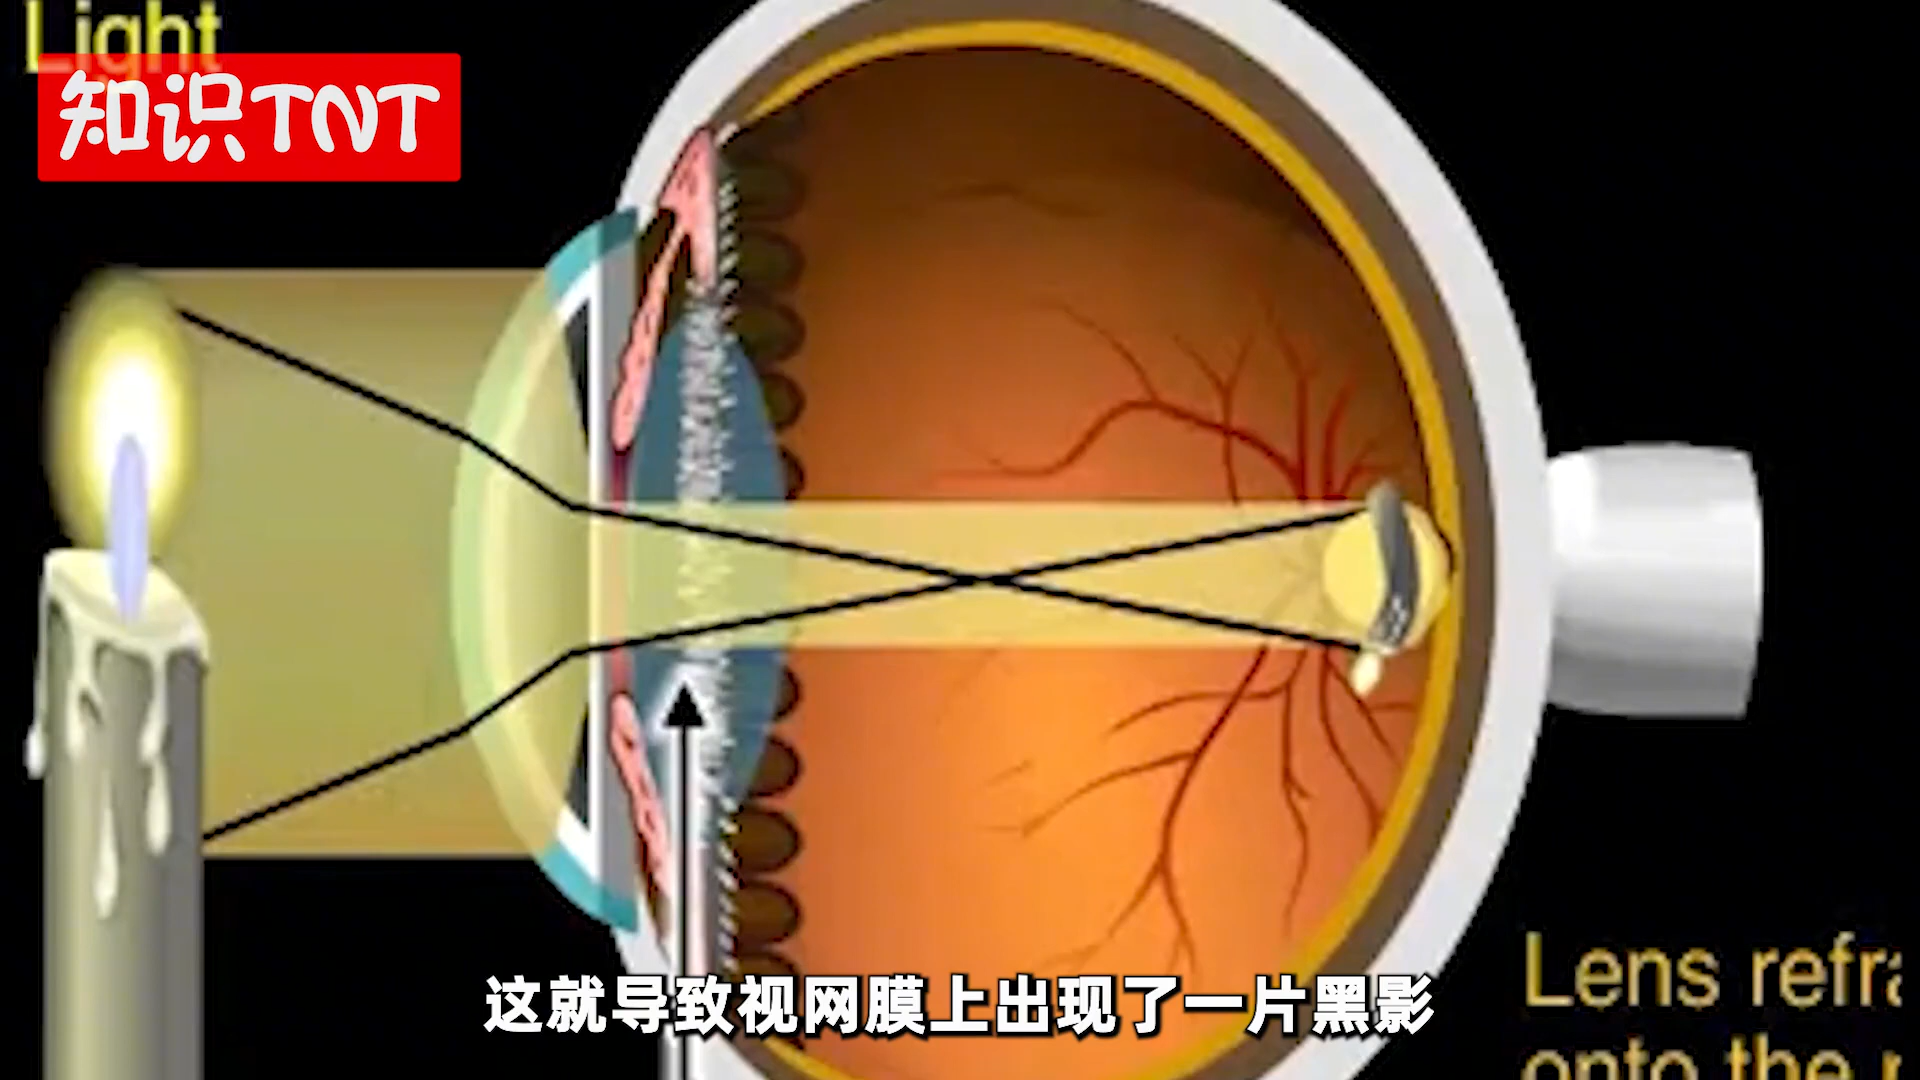 Light
知识TNT
这就导致视网膜上出现了一片黑影
Lens refra
onto the r